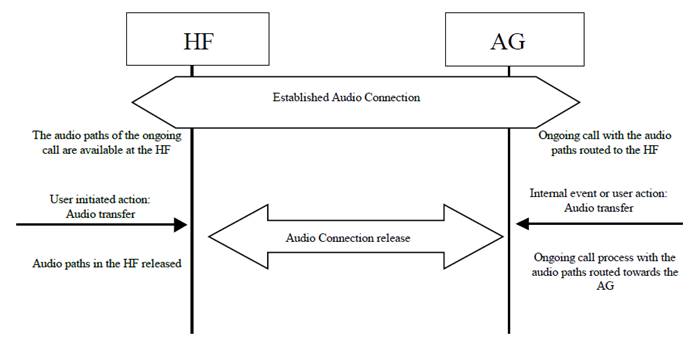 HF
AG
Established Audio Connection
The audio paths of the ongoing
call are available at the HF
Ongoing call with the audio
paths routed to the HF
User initiated action:
Audio transfer
Internal event or user action:
Audio transfer
Audio Connection release
Audio paths in the HF released
Ongoing call process with the
audio paths routed towards the
AG